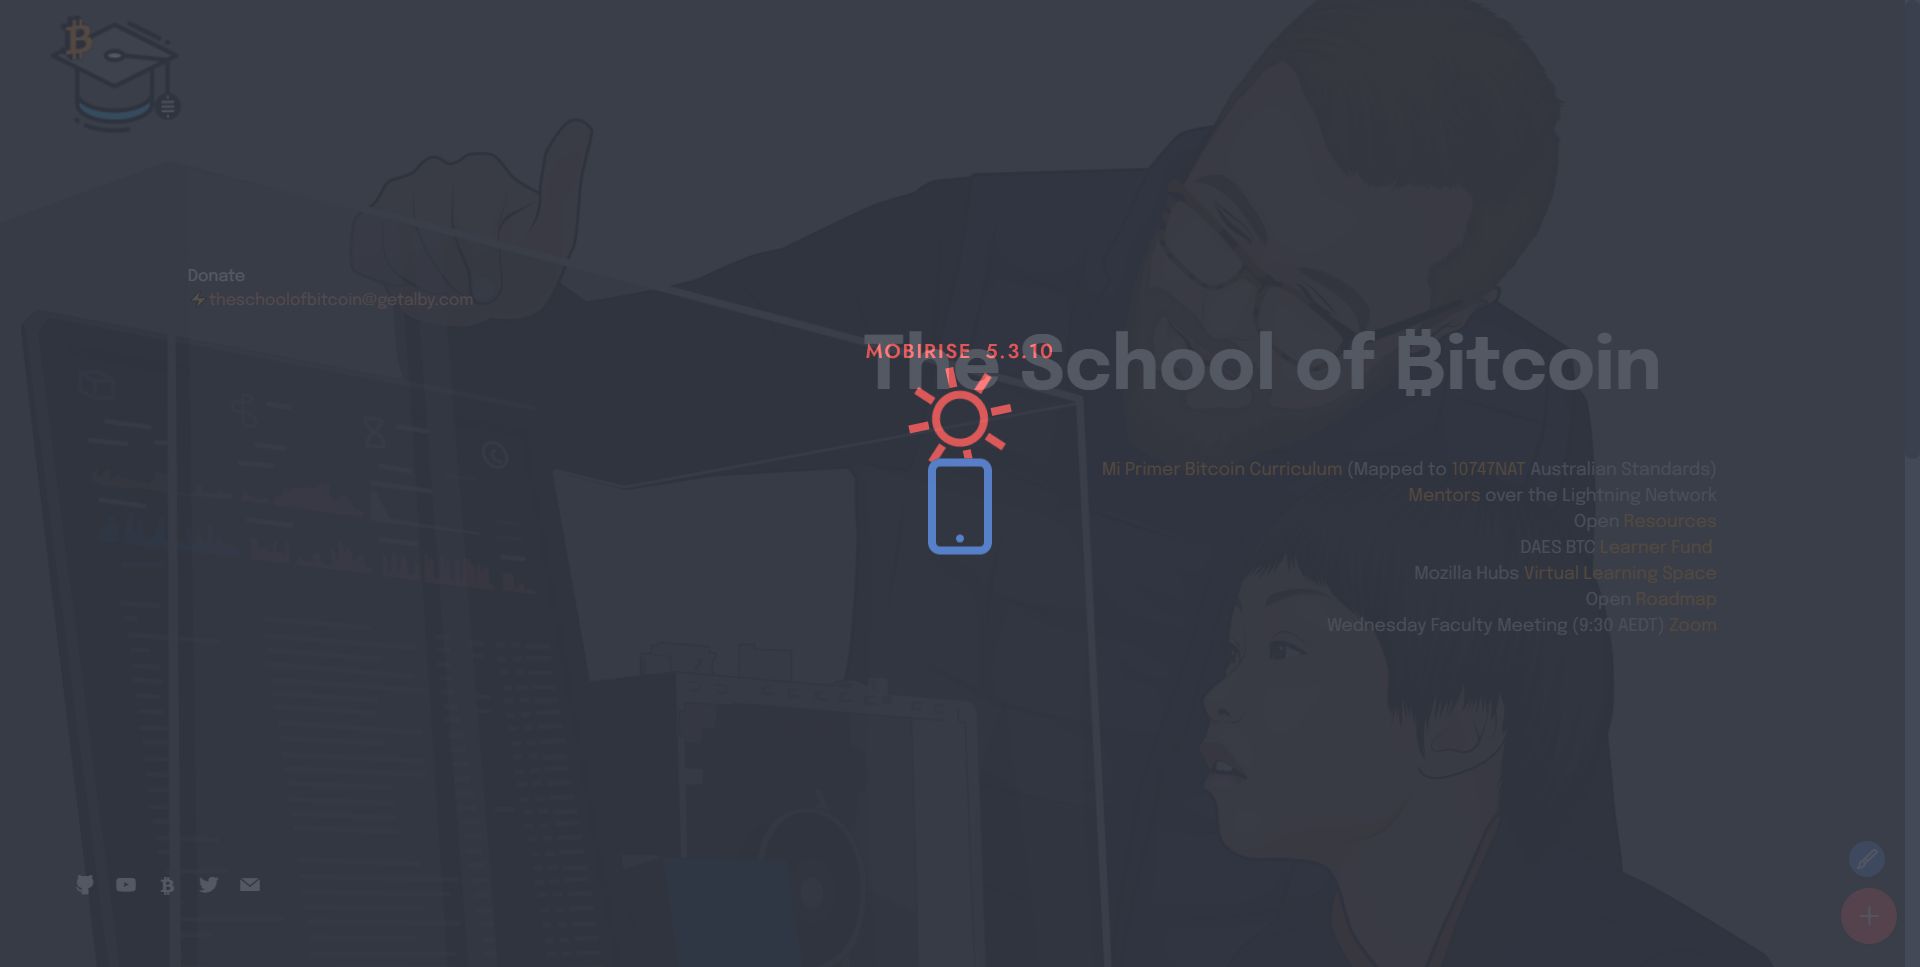 Donate
⚡theschoolofbitcoin@getalby.com
MOBIRISE 5.3.10
The School of ₿itcoin
Mi Primer Bitcoin Curriculum (Mapped to 10747NAT Australian Standards)
Mentors over the Lightning Network
Open Resources
DAES BTC Learner Fund
Mozilla Hubs Virtual Learning Space
Open Roadmap
Wednesday Faculty Meeting (9:30 AEDT) Zoom